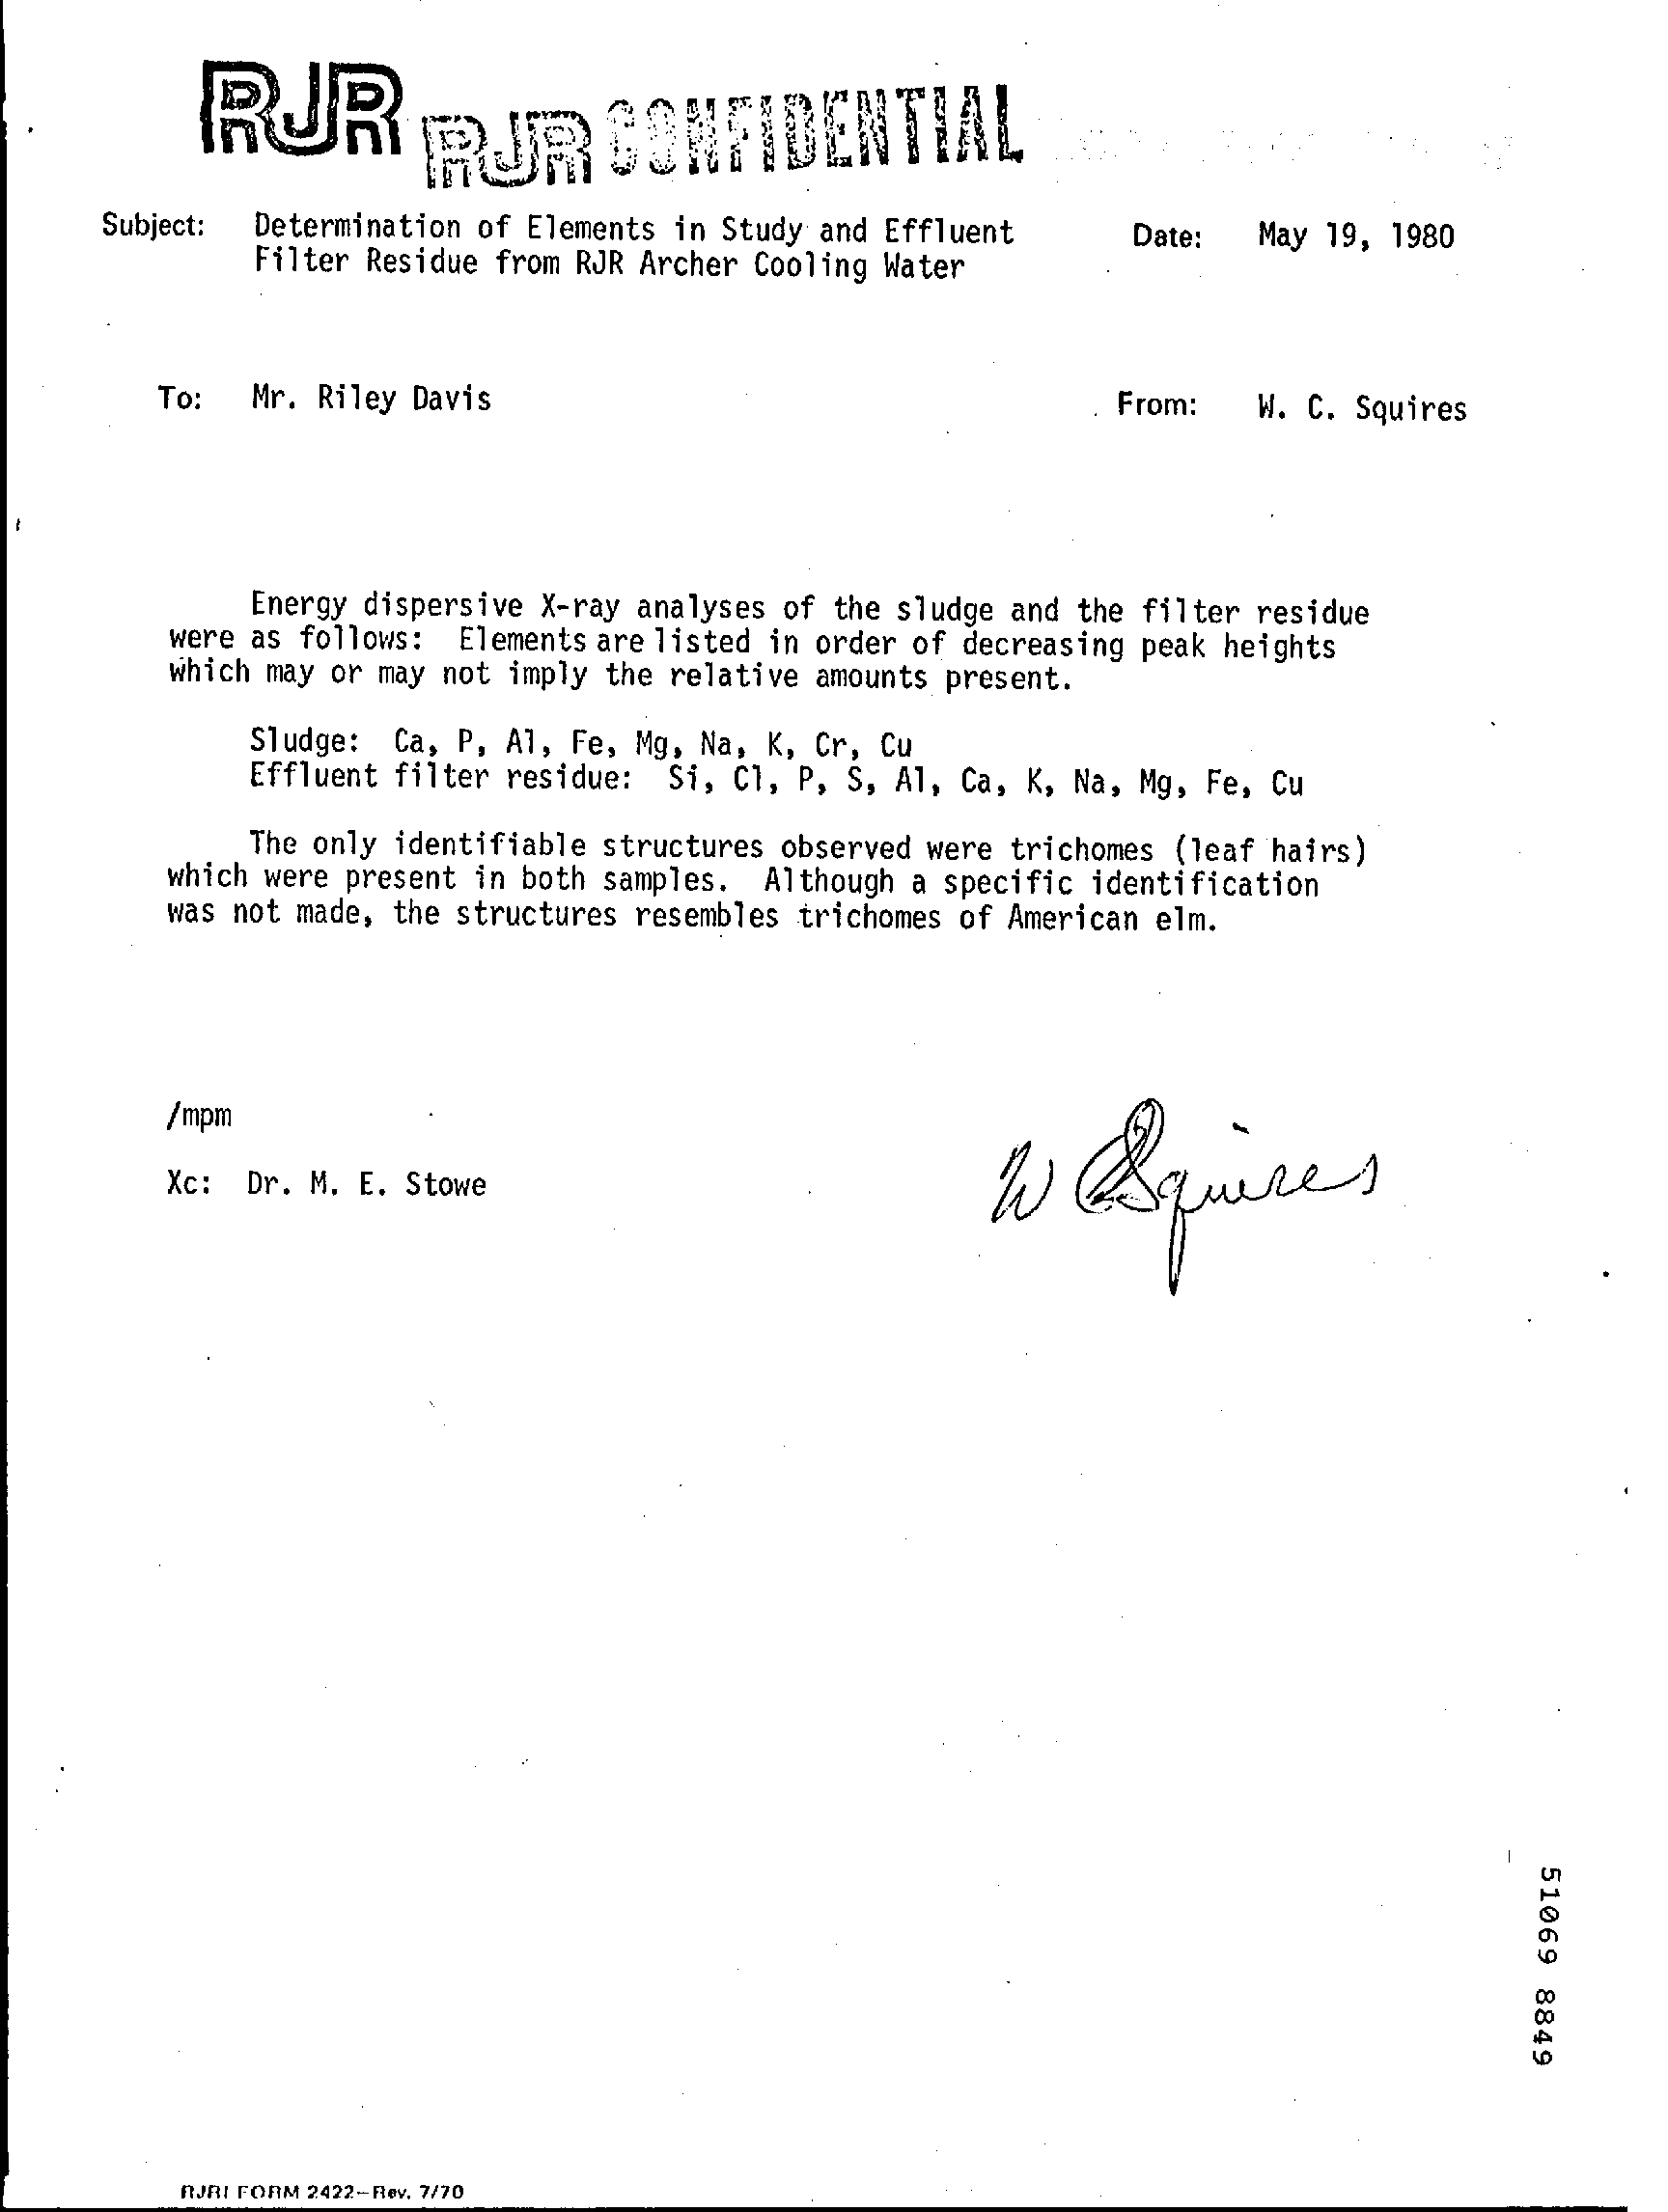 RJR
RJR CONFIDENTIAL
Subject: Determination of Elements in Study and Effluent
Filter Residue from RJR Archer Cooling Water
Date: May 19, 1980
To: Mr. Riley Davis
From: W. C. Squires
Energy dispersive X-ray analyses of the sludge and the filter residue
were as follows: Elements are listed in order of decreasing peak heights
which may or may not imply the relative amounts present.
Sludge: Ca, P, Al, Fe, Mg, Na, K, Cr, Cu
Effluent filter residue: Si, Cl, P, S, Al, Ca, K, Na, Mg, Fe, Cu
The only identifiable structures observed were trichomes (leaf hairs)
which were present in both samples. Although a specific identification
was not made, the structures resembles trichomes of American elm.
/mpm
Xc: Dr. M. E. Stowe
W C Squires
51069 8849
RJRI FORM 2422-Rev. 7/70